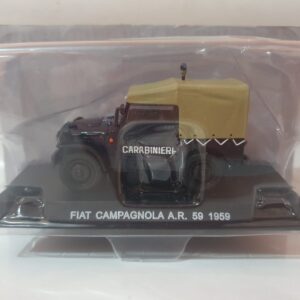 CARABINIERI
FIAT CAMPAGNOLA A.R. 59 1959